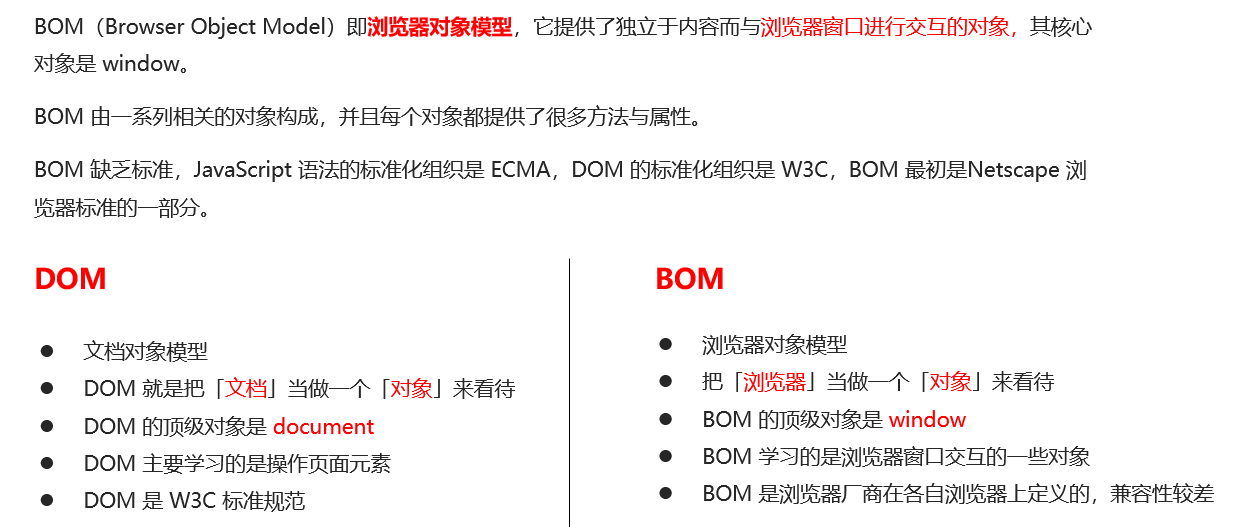 BOM（Browser Object Model）即浏览器对象模型，它提供了独立于内容而与浏览器窗口进行交互的对象，其核心
对象是 window。
BOM 由一系列相关的对象构成，并且每个对象都提供了很多方法与属性。
BOM 缺乏标准，JavaScript 语法的标准化组织是 ECMA，DOM 的标准化组织是 W3C，BOM 最初是Netscape 浏
览器标准的一部分。
DOM
● 文档对象模型
● DOM 就是把「文档」当做一个「对象」来看待
● DOM 的顶级对象是 document
● DOM 主要学习的是操作页面元素
● DOM 是 W3C 标准规范
BOM
● 浏览器对象模型
● 把「浏览器」当做一个「对象」来看待
● BOM 的顶级对象是 window
● BOM 学习的是浏览器窗口交互的一些对象
● BOM 是浏览器厂商在各自浏览器上定义的，兼容性较差